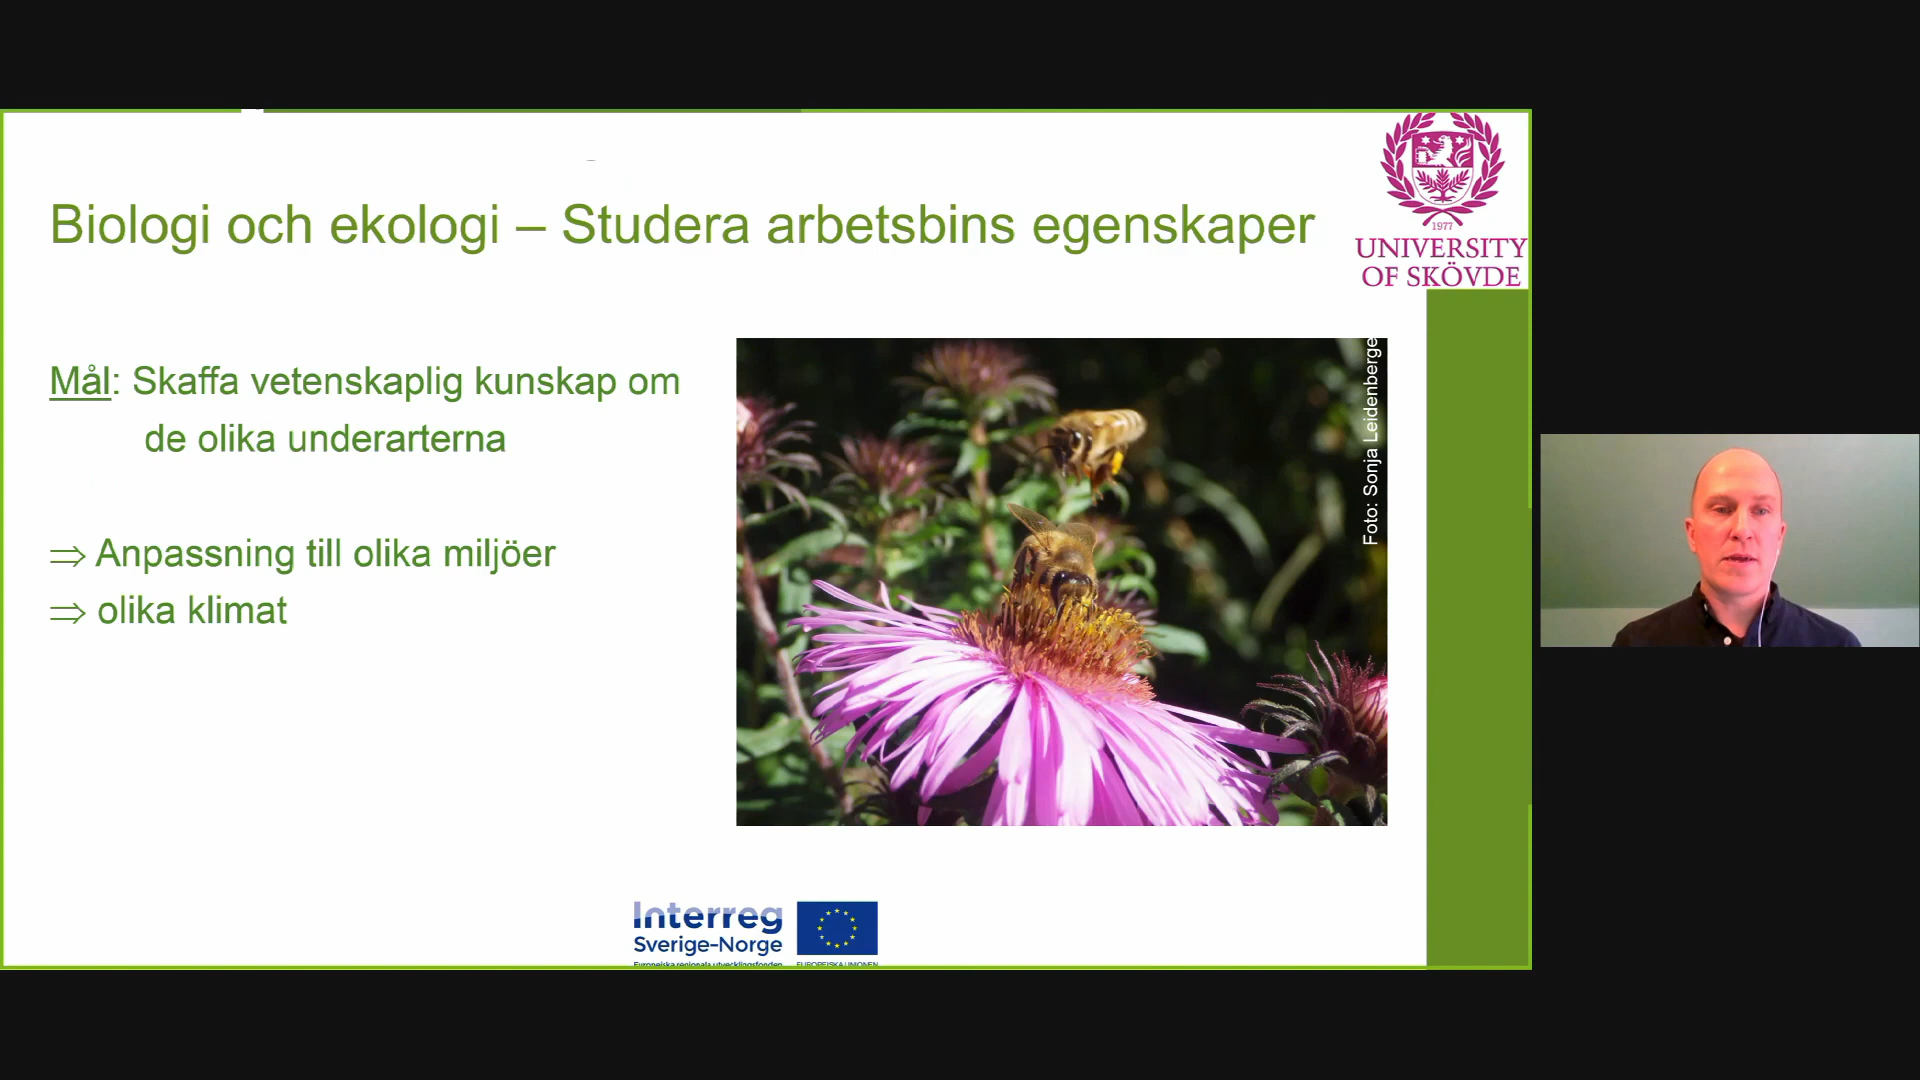 Biologi och ekologi – Studera arbetsbins egenskaper
1977
UNIVERSITY
OF SKÖVDE
Mål: Skaffa vetenskaplig kunskap om
de olika underarterna
⇒ Anpassning till olika miljöer
⇒ olika klimat
Foto: Sonja Leidenberge
Interreg
Sverige-Norge
Europeiska regionala utvecklingsfonden
EUROPEISKA UNIONEN